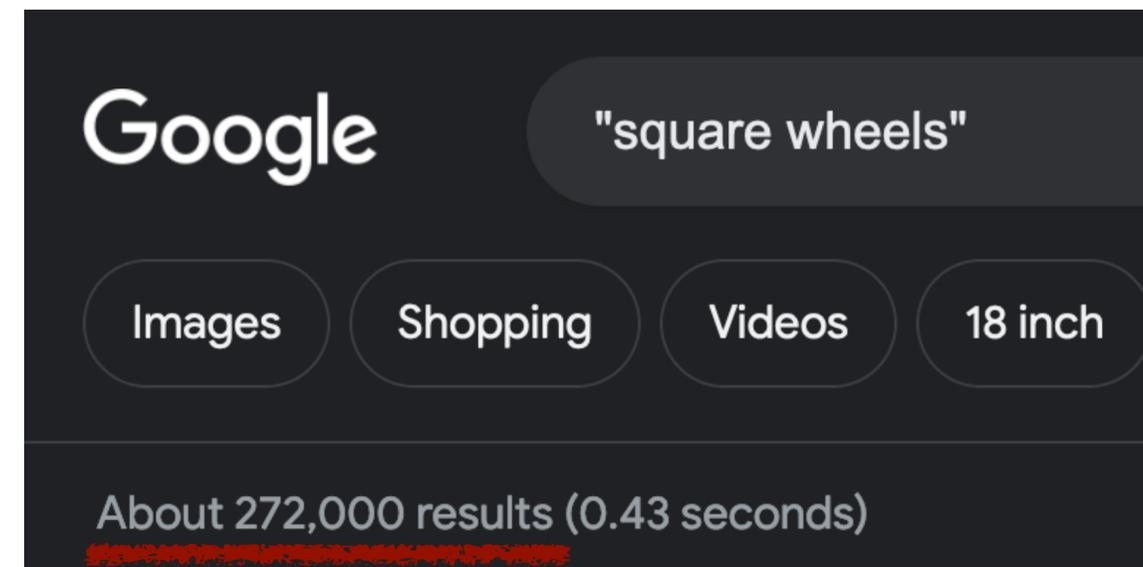 Google
"square wheels"
Images Shopping Videos 18 inch
About 272,000 results (0.43 seconds)